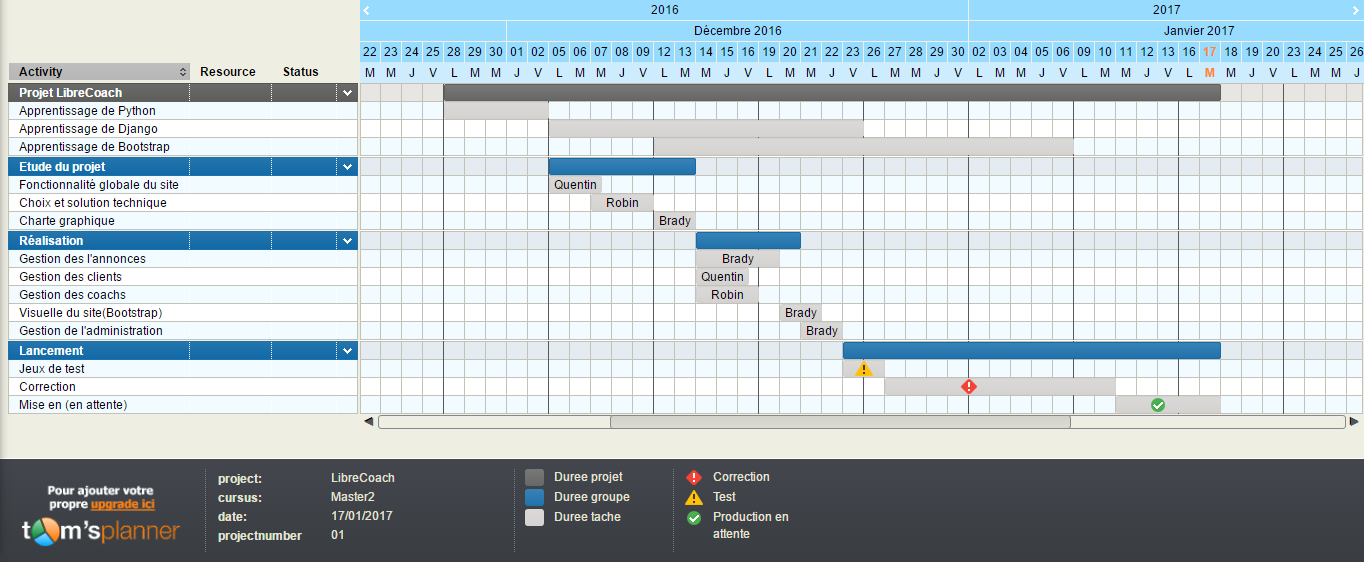 2016 2017
Décembre 2016 Janvier 2017
22 23 24 25 28 29 30 01 02 05 06 07 08 09 12 13 14 15 16 19 20 21 22 23 26 27 28 29 30 02 03 04 05 06 09 10 11 12 13 16 17 18 19 20 23 24 25 26
Activity Resource Status M M J V L M M J V L M M J V L M M J V L M M J V L M M J V L M M J V L M M J V L M M J V L M M J
Projet LibreCoach
Apprentissage de Python
Apprentissage de Django
Apprentissage de Bootstrap
Etude du projet
Fonctionnalité globale du site Quentin
Choix et solution technique Robin
Charte graphique Brady
Réalisation
Gestion des l'annonces Brady
Gestion des clients Quentin
Gestion des coachs Robin
Visuelle du site(Bootstrap) Brady
Gestion de l'administration Brady
Lancement
Jeux de test
Correction
Mise en (en attente)
Pour ajouter votre
propre upgrade ici
tom'splanner
project: LibreCoach
cursus: Master2
date: 17/01/2017
projectnumber 01
Duree projet
Duree groupe
Duree tache
Correction
Test
Production en
attente